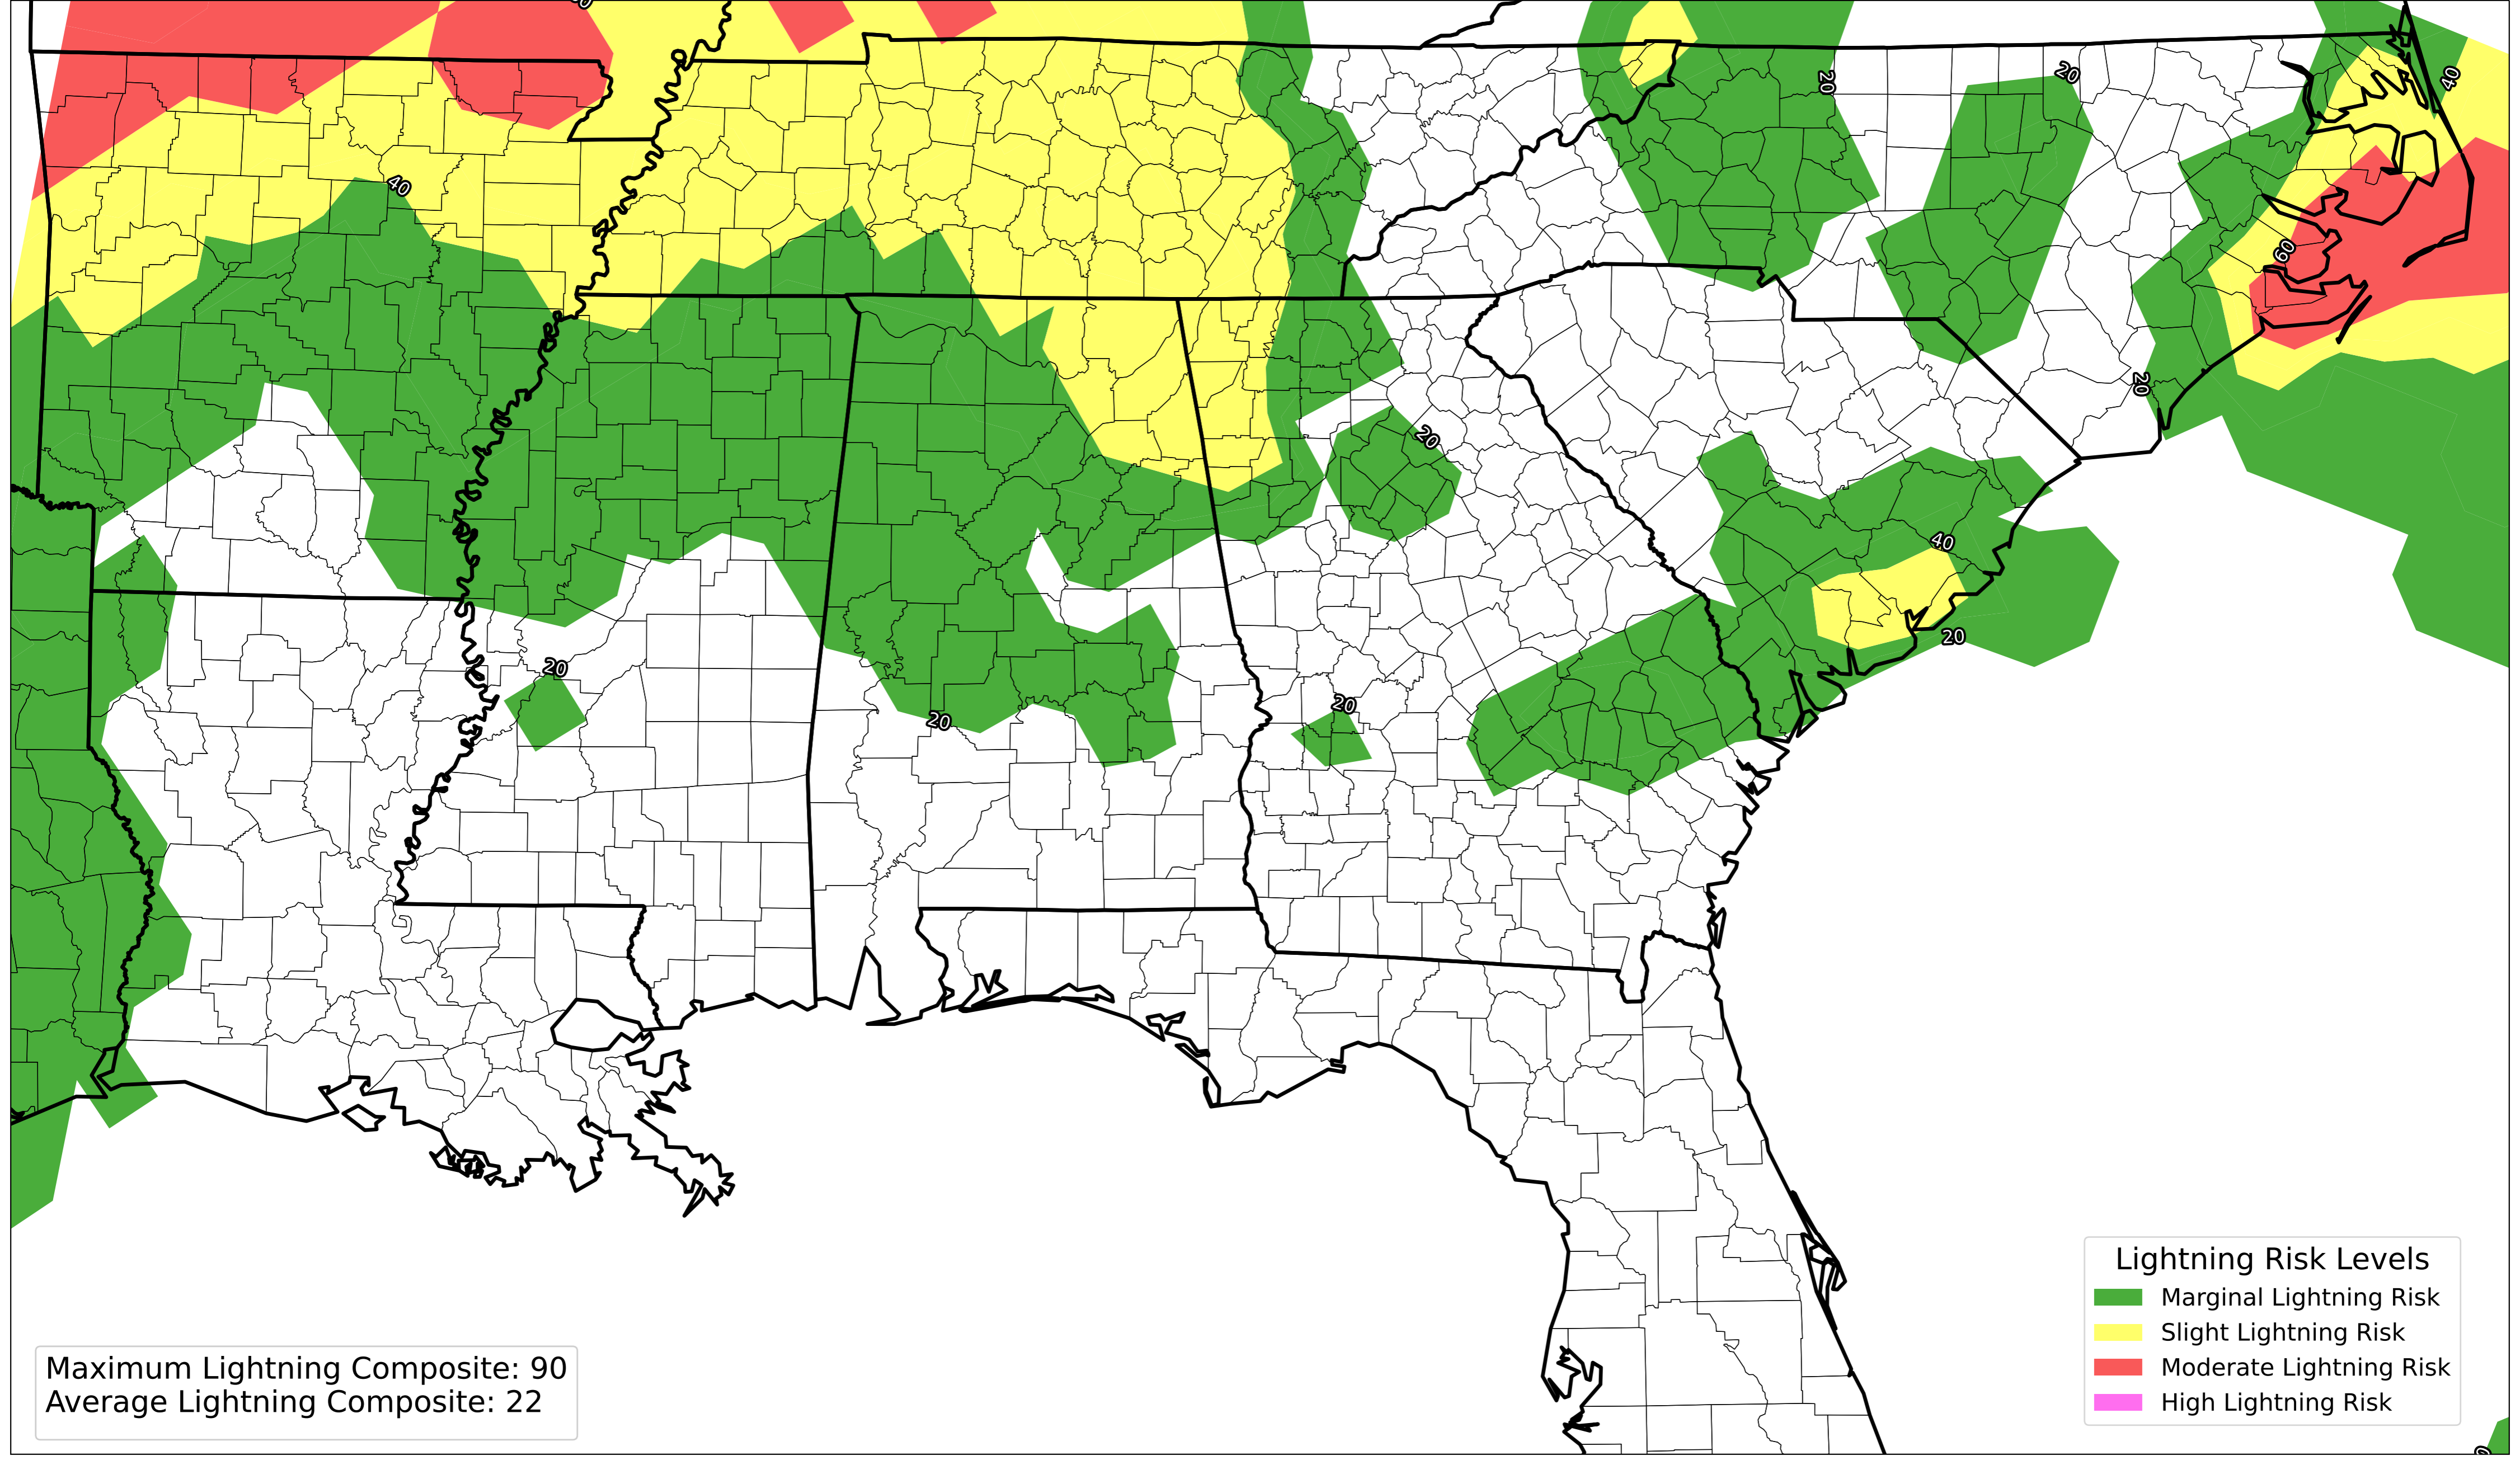 20
20
40
40
60
20
20
40
20
20
20
20
Lightning Risk Levels
Marginal Lightning Risk
Slight Lightning Risk
Moderate Lightning Risk
High Lightning Risk
Maximum Lightning Composite: 90
Average Lightning Composite: 22